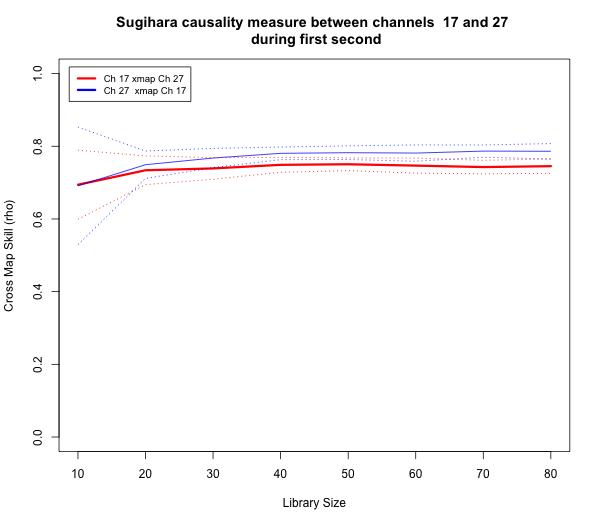 Sugihara causality measure between channels  17 and 27
during first second
Ch 17 xmap Ch 27
Ch 27  xmap Ch 17
Cross Map Skill (rho)
1.0
0.8
0.6
0.4
0.2
0.0
10 20 30 40 50 60 70 80
Library Size